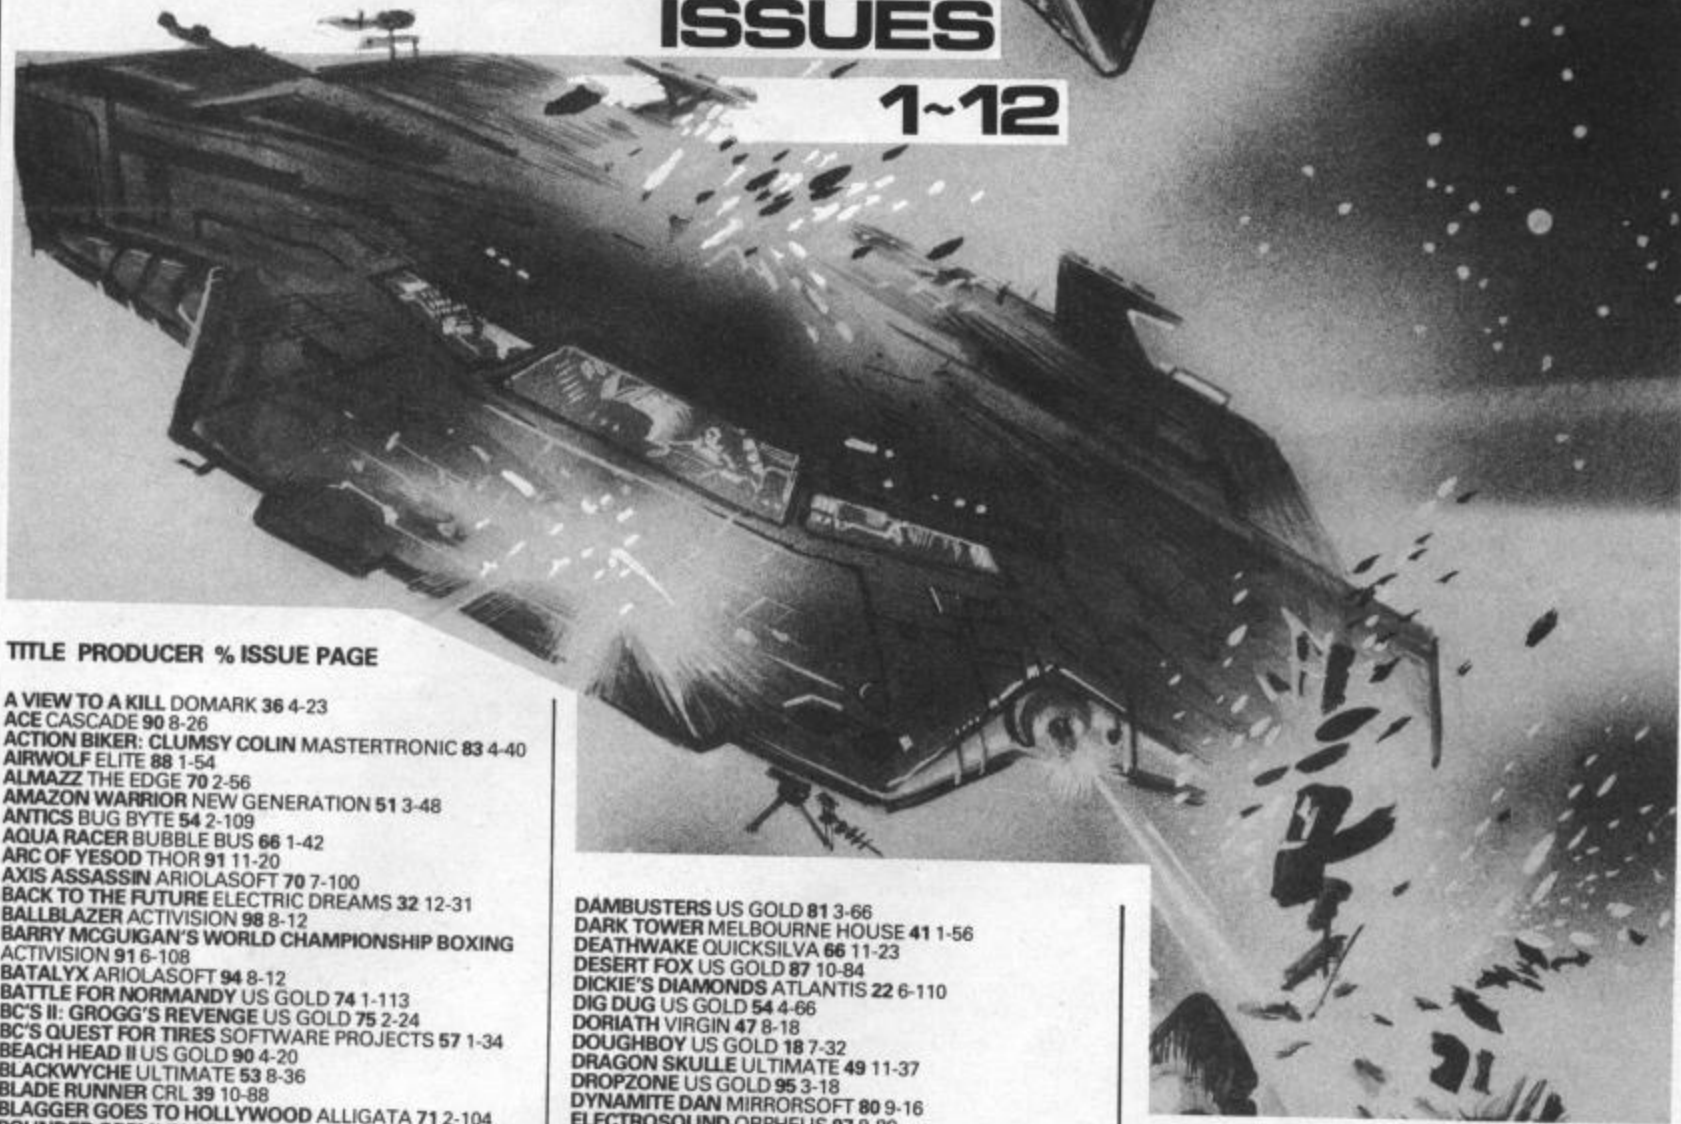 ISSUES
1~12
TITLE PRODUCER % ISSUE PAGE
A VIEW TO A KILL DOMARK 36 4-23
ACE CASCADE 90 8-26
ACTION BIKER: CLUMSY COLIN MASTERTRONIC 83 4-40
AIRWOLF ELITE 88 1-54
ALMAZZ THE EDGE 70 2-56
AMAZON WARRIOR NEW GENERATION 51 3-48
ANTICS BUG BYTE 54 2-109
AQUA RACER BUBBLE BUS 66 1-42
ARC OF YESOD THOR 91 11-20
AXIS ASSASSIN ARIOLASOFT 70 7-100
BACK TO THE FUTURE ELECTRIC DREAMS 32 12-31
BALLBLAZER ACTIVISION 98 8-12
BARRY MCGUIGAN'S WORLD CHAMPIONSHIP BOXING
ACTIVISION 91 6-108
BATALYX ARIOLASOFT 94 8-12
BATTLE FOR NORMANDY US GOLD 74 1-113
BC'S II: GROGG'S REVENGE US GOLD 75 2-24
BC'S QUEST FOR TIRES SOFTWARE PROJECTS 57 1-34
BEACH HEAD II US GOLD 90 4-20
BLACKWYCHE ULTIMATE 53 8-36
BLADE RUNNER CRL 39 10-88
BLAGGER GOES TO HOLLYWOOD ALLIGATA 71 2-104
DAMBUSTERS US GOLD 81 3-66
DARK TOWER MELBOURNE HOUSE 41 1-56
DEATHWAKE QUICKSILVA 66 11-23
DESERT FOX US GOLD 87 10-84
DICKIE'S DIAMONDS ATLANTIS 22 6-110
DIG DUG US GOLD 54 4-66
DORIATH VIRGIN 47 8-18
DOUGHBOY US GOLD 18 7-32
DRAGON SKULLE ULTIMATE 49 11-37
DROPZONE US GOLD 95 3-18
DYNAMITE DAN MIRRORSOFT 80 9-16
ELECTROSOUND ORPHEUS